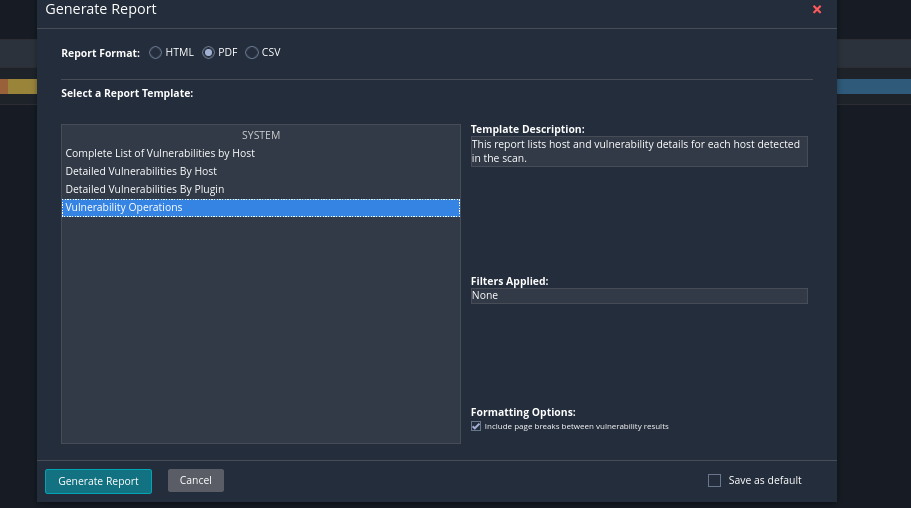 Generate Report
Report Format: HTML PDF CSV
Select a Report Template:
SYSTEM
Complete List of Vulnerabilities by Host
Detailed Vulnerabilities By Host
Detailed Vulnerabilities By Plugin
Vulnerability Operations
Template Description:
This report lists host and vulnerability details for each host detected
in the scan.
Filters Applied:
None
Formatting Options:
Include page breaks between vulnerability results
Generate Report Cancel Save as default